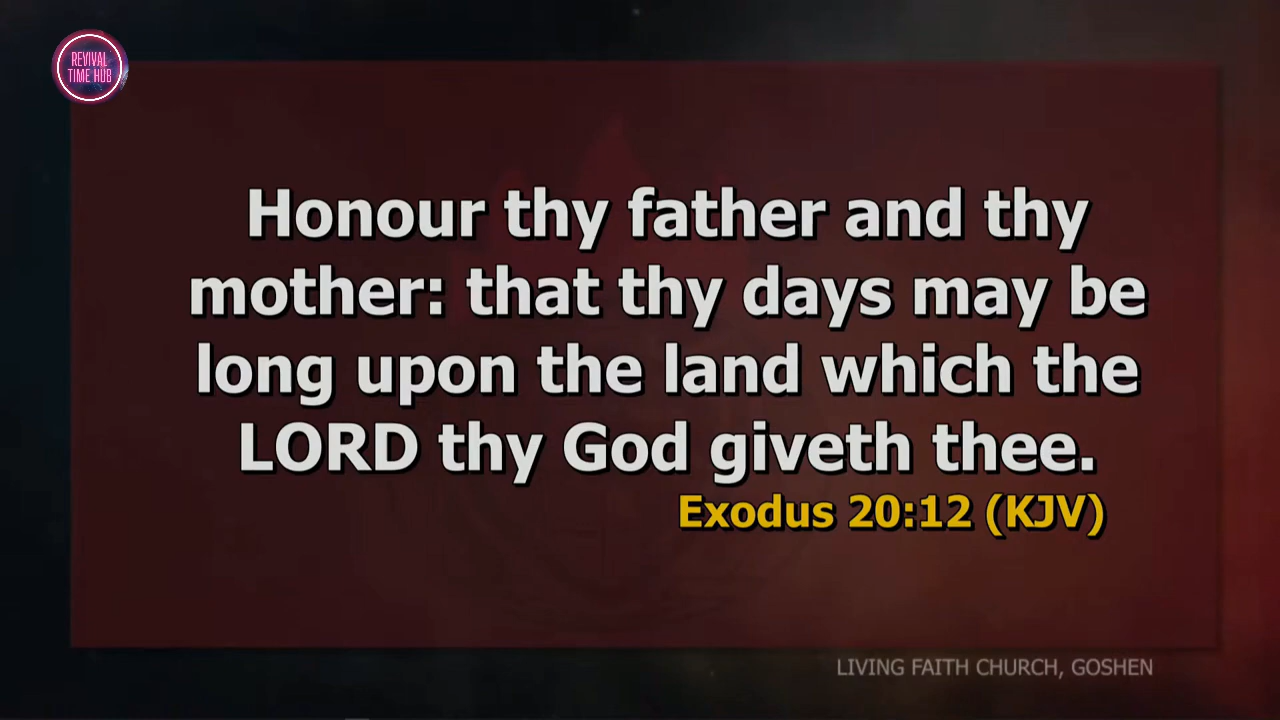 REVIVAL
TIME HUB
Honour thy father and thy
mother: that thy days may be
long upon the land which the
LORD thy God giveth thee.
Exodus 20:12 (KJV)
LIVING FAITH CHURCH, GOSHEN